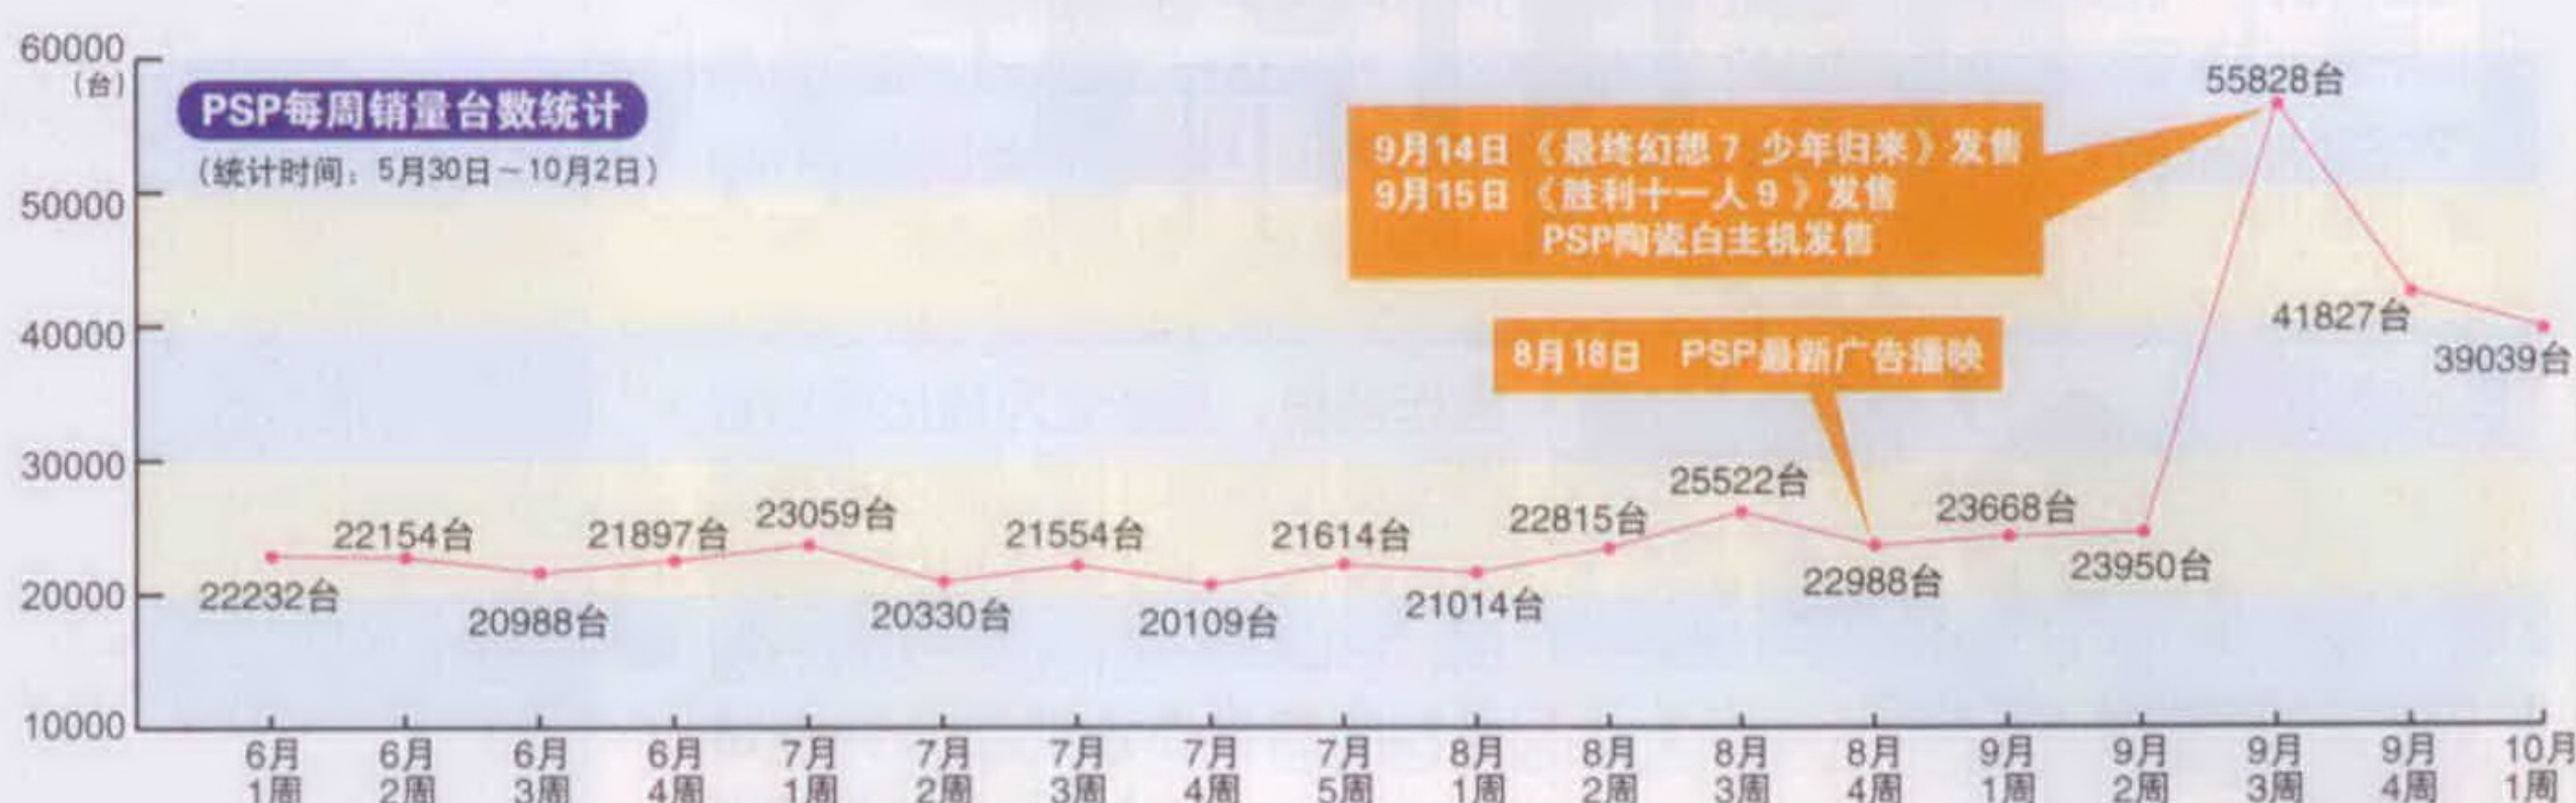 60000
(台)
PSP每周销量台数统计
(统计时间：5月30日～10月2日)
50000
40000
30000
20000
10000
9月14日《最终幻想7 少年归来》发售
9月15日《胜利十一人9》发售
PSP陶瓷白主机发售
8月18日 PSP最新广告播映
22232台
22154台
20988台
21897台
23059台
20330台
21554台
20109台
21614台
21014台
22815台
25522台
22988台
23668台
23950台
55828台
41827台
39039台
6月 6月 6月 6月 7月 7月 7月 7月 7月 8月 8月 8月 8月 9月 9月 9月 9月 10月
1周 2周 3周 4周 1周 2周 3周 4周 5周 1周 2周 3周 4周 1周 2周 3周 4周 1周